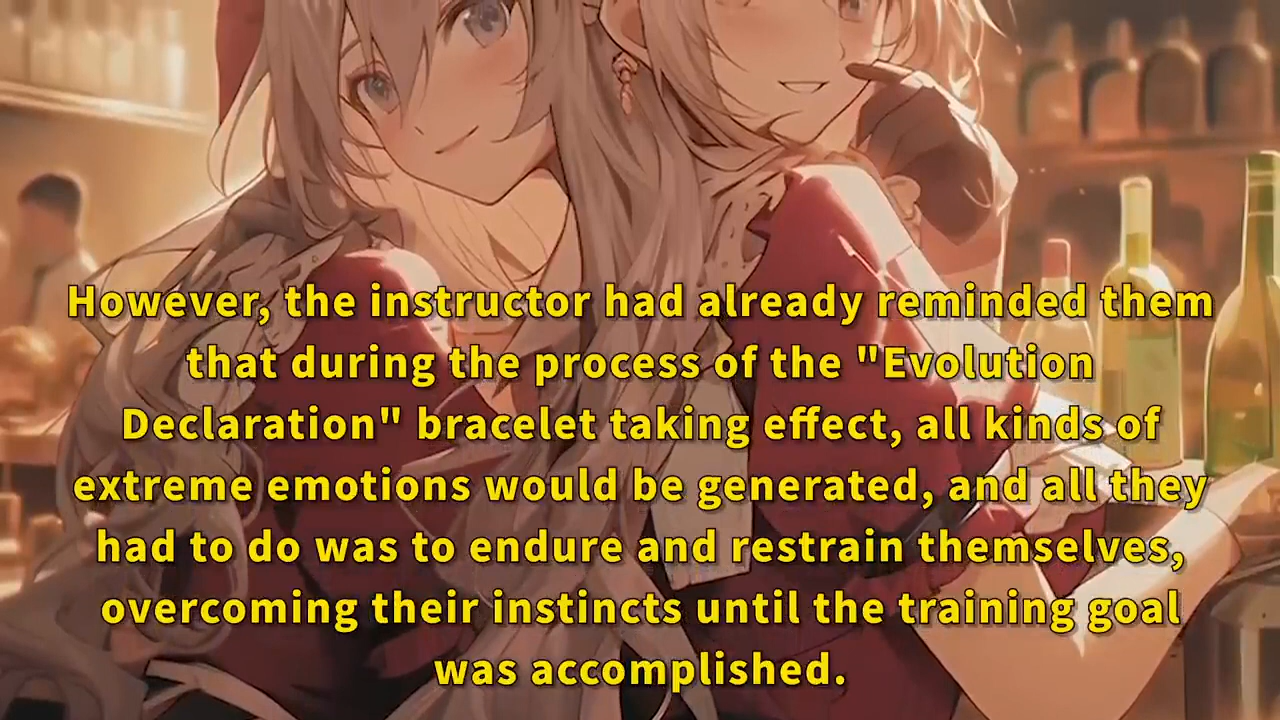 However, the instructor had already reminded them
that during the process of the "Evolution
Declaration" bracelet taking effect, all kinds of
extreme emotions would be generated, and all they
had to do was to endure and restrain themselves,
overcoming their instincts until the training goal
was accomplished.